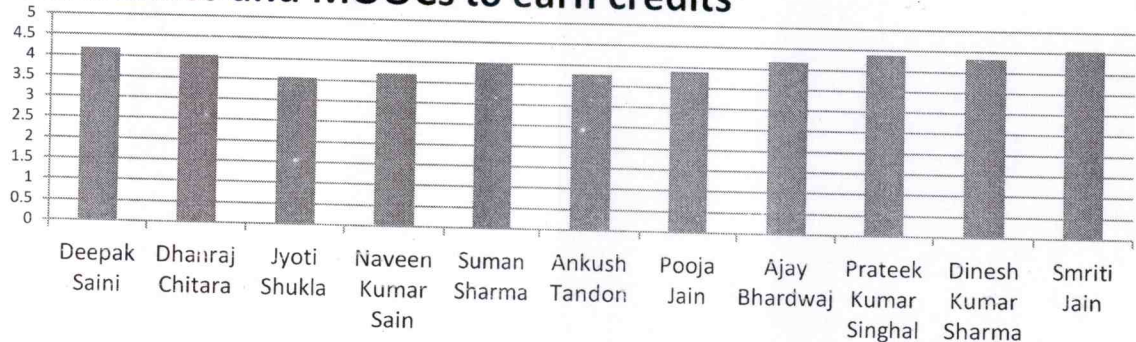 and MOOCs to earn credits
5
4.5
4
3.5
3
2.5
2
1.5
1
0.5
0
Deepak Saini
Dhanraj Chitara
Jyoti Shukla
Naveen Kumar Sain
Suman Sharma
Ankush Tandon
Pooja Jain
Ajay Bhardwaj
Prateek Kumar Singhal
Dinesh Kumar Sharma
Smriti Jain